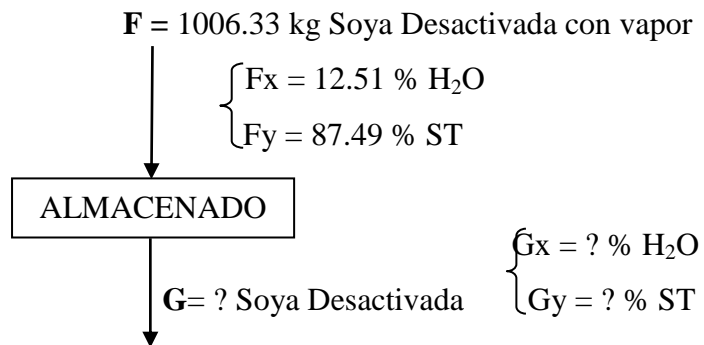 F = 1006.33 kg Soya Desactivada con vapor
Fx = 12.51 % H₂O
Fy = 87.49 % ST
ALMACENADO
Gx = ? % H₂O
G= ? Soya Desactivada
Gy = ? % ST